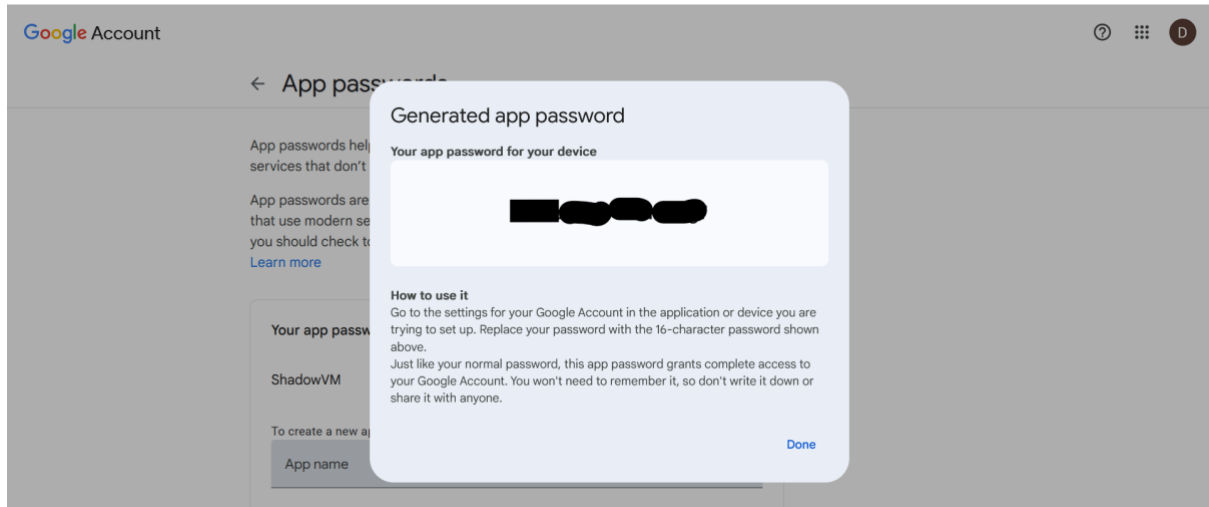 Google Account
D
App passwords
App passwords hel
services that don't
App passwords are
that use modern se
you should check to
Learn more
Your app passw
ShadowVM
To create a new ap
App name
Generated app password
Your app password for your device
How to use it
Go to the settings for your Google Account in the application or device you are
trying to set up. Replace your password with the 16-character password shown
above.
Just like your normal password, this app password grants complete access to
your Google Account. You won't need to remember it, so don't write it down or
share it with anyone.
Done